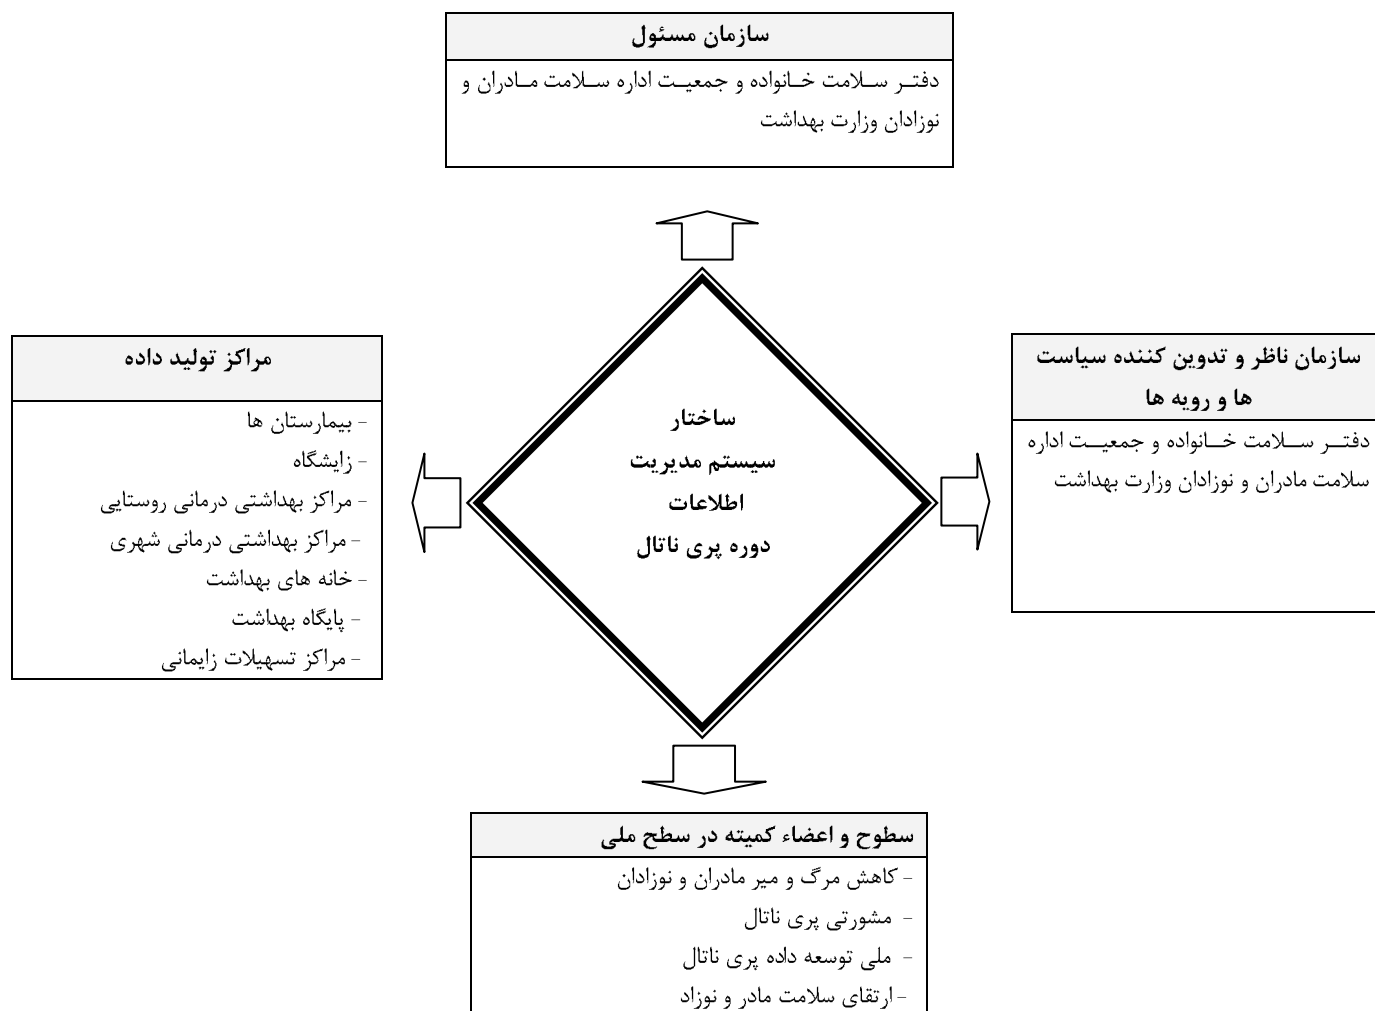 سازمان مسئول
دفتر سلامت خانواده و جمعیت اداره سلامت مادران و
نوزادان وزارت بهداشت
سازمان ناظر و تدوین کننده سیاست
ها و رویه ها
دفتر سلامت خانواده و جمعیت اداره
سلامت مادران و نوزادان وزارت بهداشت
ساختار
سیستم مدیریت
اطلاعات
دوره پری ناتال
مراکز تولید داده
- بیمارستان ها
- زایشگاه
- مراکز بهداشتی درمانی روستایی
- مراکز بهداشتی درمانی شهری
- خانه های بهداشت
- پایگاه بهداشت
- مراکز تسهیلات زایمانی
سطوح و اعضاء کمیته در سطح ملی
- کاهش مرگ و میر مادران و نوزادان
- مشورتی پری ناتال
- ملی توسعه داده پری ناتال
- ارتقای سلامت مادر و نوزاد